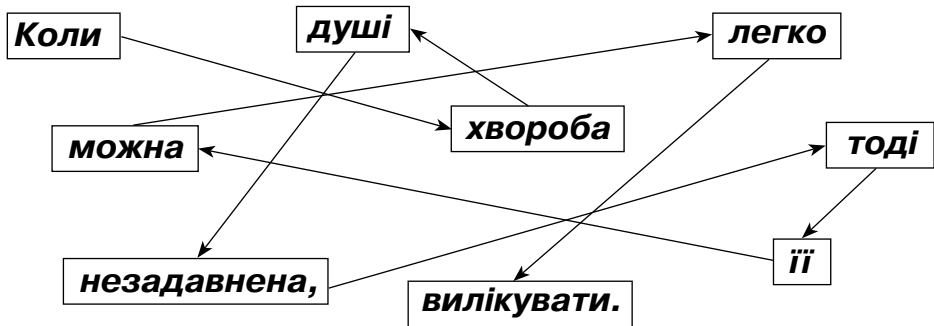 Коли
хвороба
душі
незадавнена,
тоді
її
можна
легко
вилікувати.